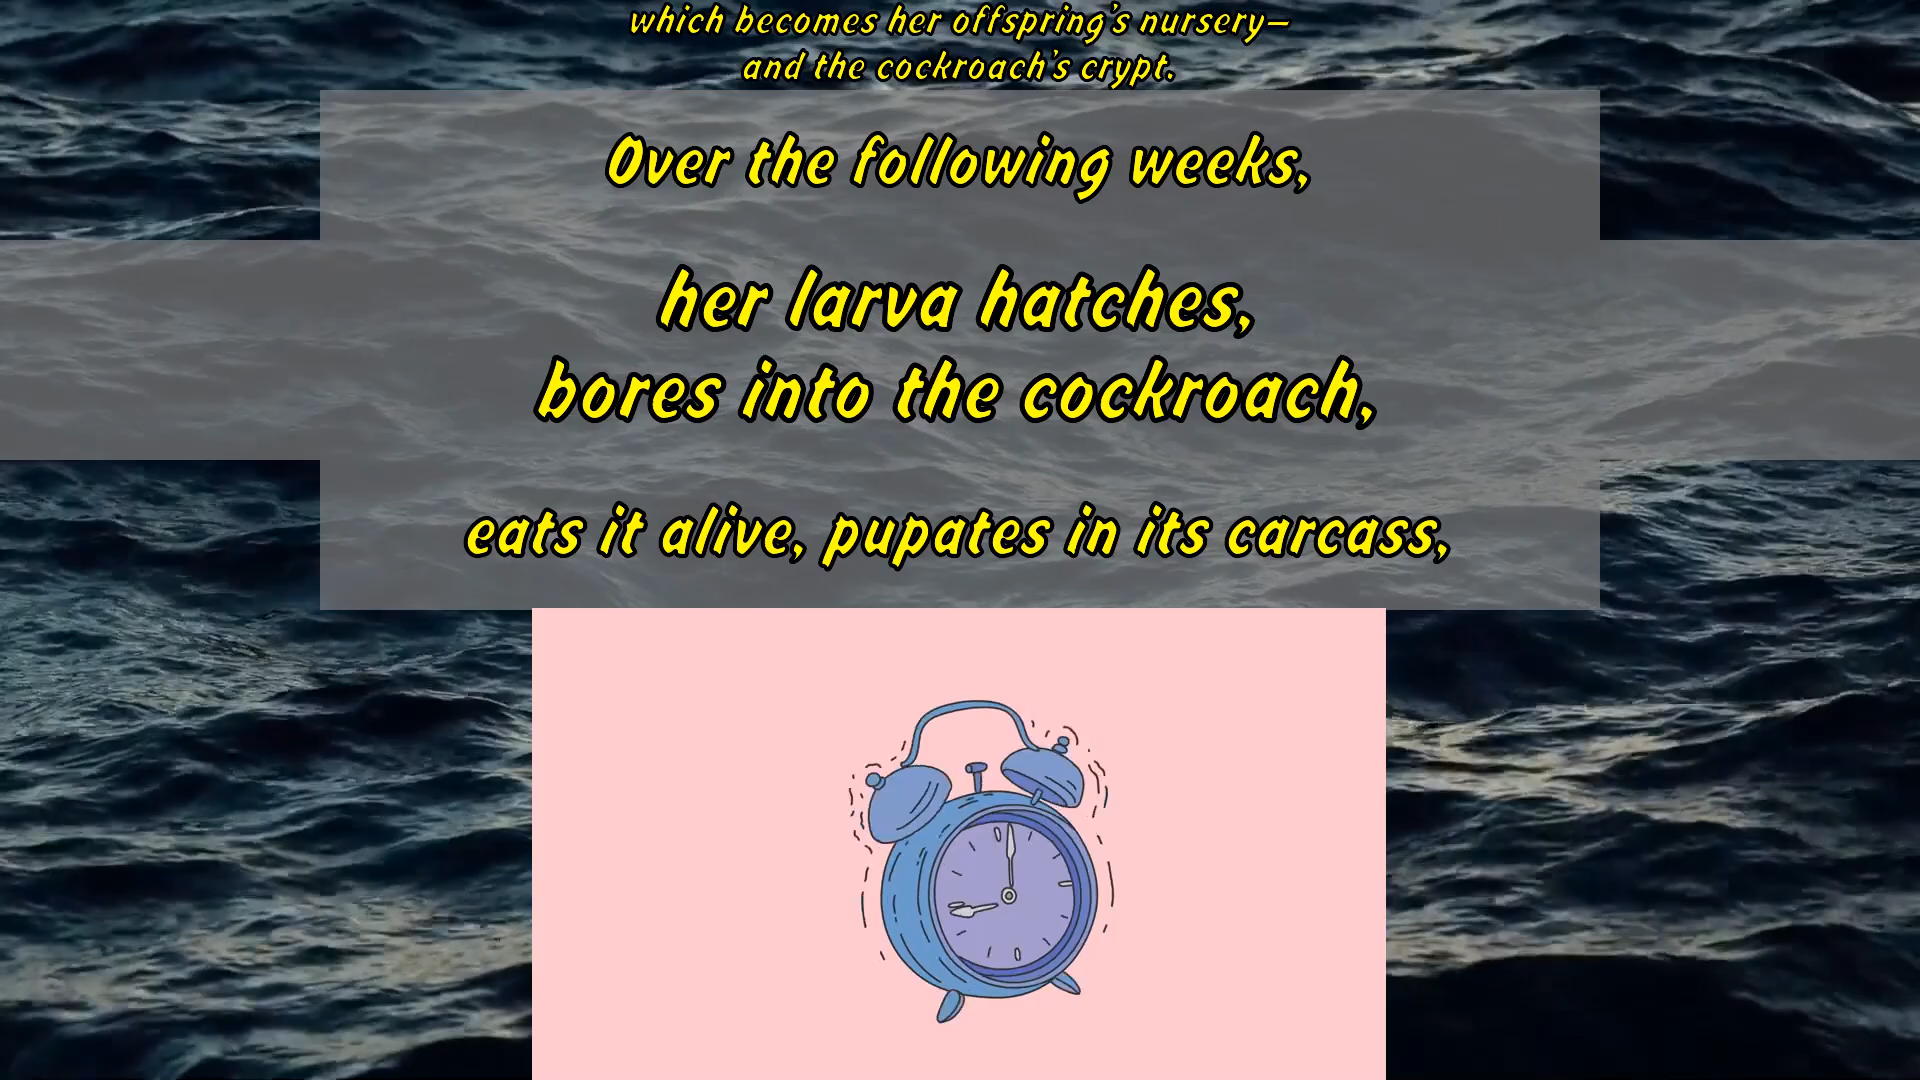 which becomes her offspring's nursery—
and the cockroach's crypt.
Over the following weeks,
her larva hatches,
bores into the cockroach,
eats it alive, pupates in its carcass,